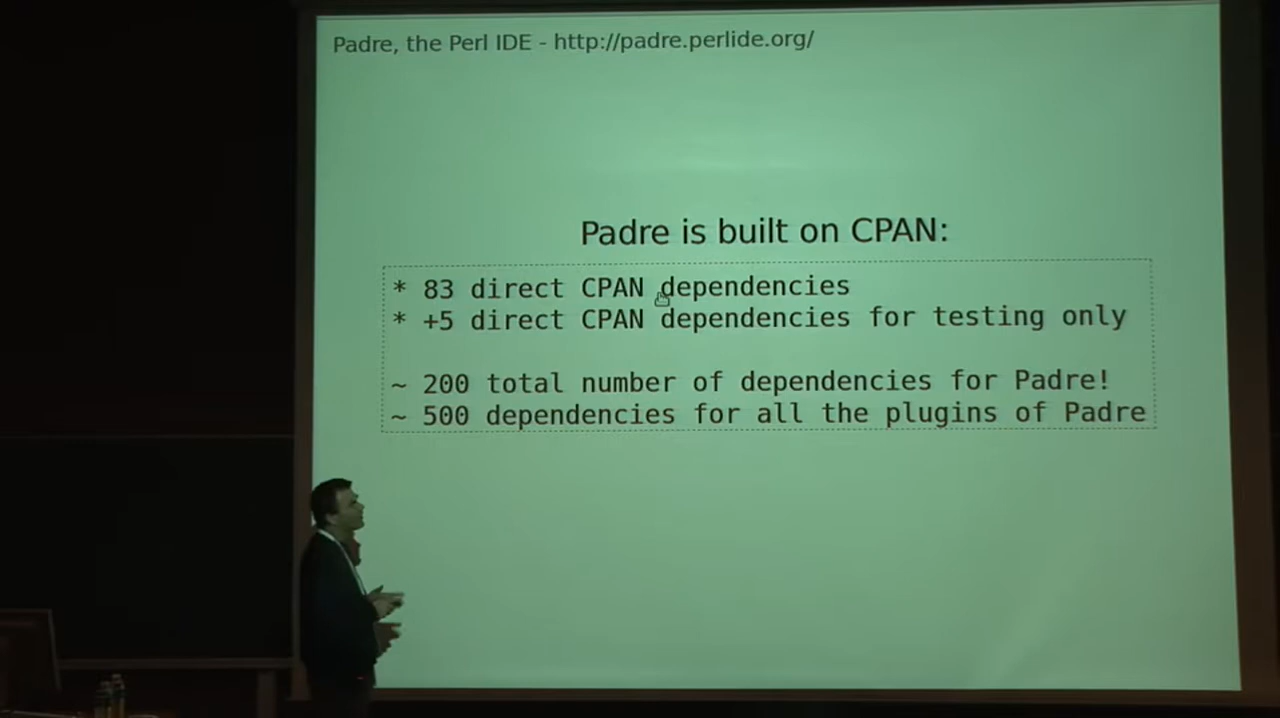 Padre, the Perl IDE - http://padre.perlide.org/
Padre is built on CPAN:
* 83 direct CPAN dependencies
* +5 direct CPAN dependencies for testing only
~ 200 total number of dependencies for Padre!
~ 500 dependencies for all the plugins of Padre